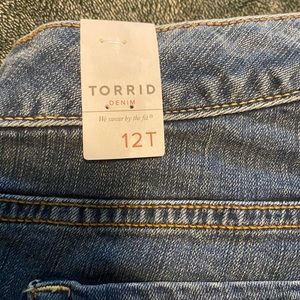 TORRID
DENIM
We swear by the fit®
12T